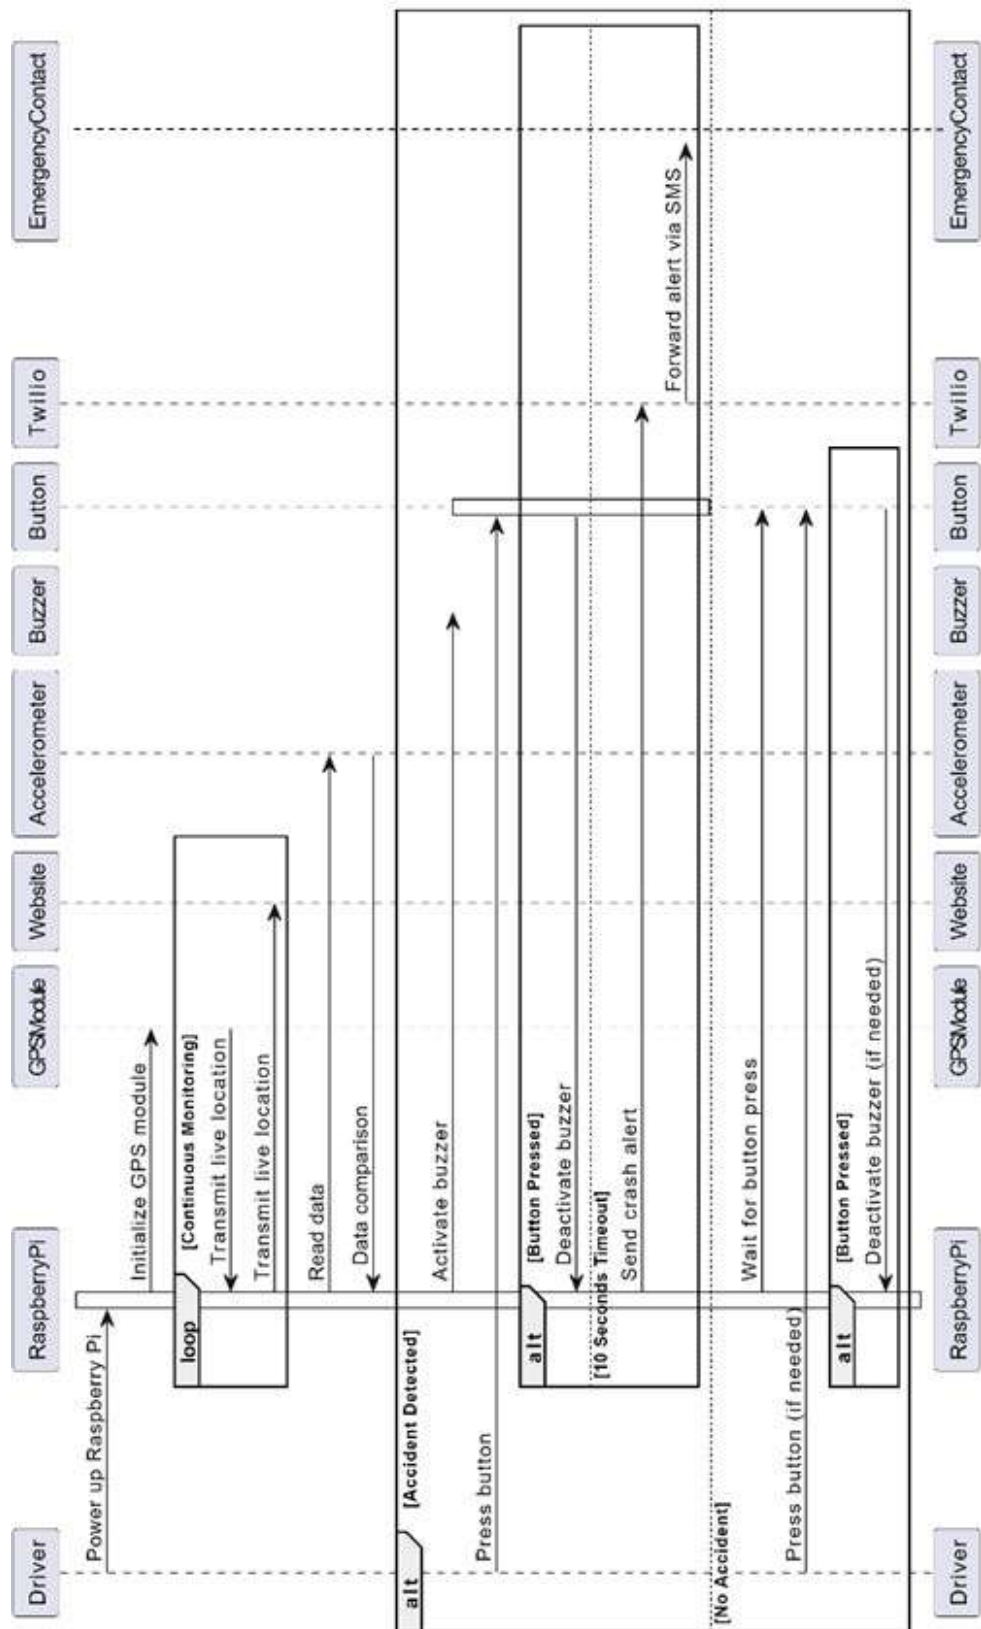 Driver
RaspberryPi
GPSModule
Website
Accelerometer
Buzzer
Button
Twilio
EmergencyContact
Power up Raspberry Pi
Initialize GPS module
loop
[Continuous Monitoring]
Transmit live location
Transmit live location
Read data
Data comparison
alt
[Accident Detected]
Activate buzzer
Press button
alt
[Button Pressed]
Deactivate buzzer
[10 Seconds Timeout]
Send crash alert
Forward alert via SMS
[No Accident]
Wait for button press
Press button (if needed)
alt
[Button Pressed]
Deactivate buzzer (if needed)
Driver
RaspberryPi
GPSModule
Website
Accelerometer
Buzzer
Button
Twilio
EmergencyContact